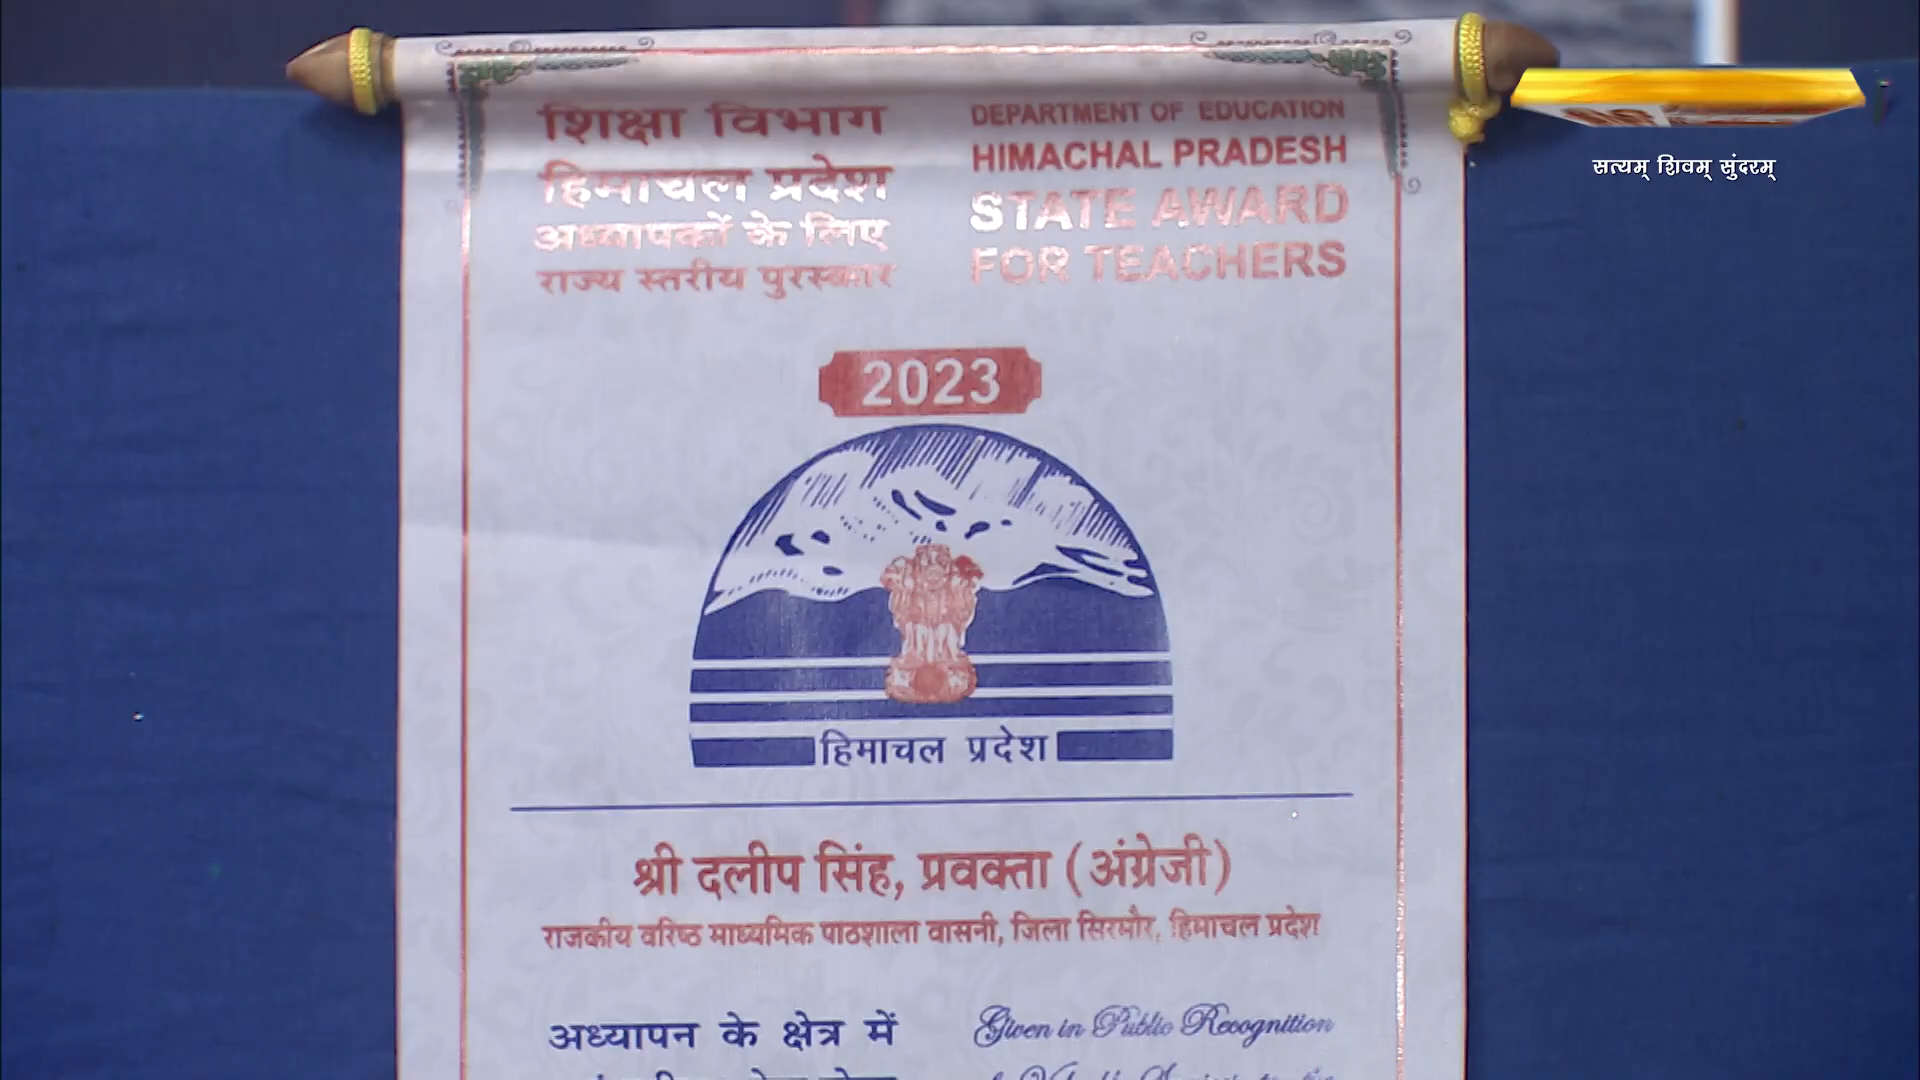 शिक्षा विभाग
हिमाचल प्रदेश
अध्यापकों के लिए
राज्य स्तरीय पुरस्कार
DEPARTMENT OF EDUCATION
HIMACHAL PRADESH
STATE AWARD
FOR TEACHERS
सत्यम् शिवम् सुंदरम्
2023
हिमाचल प्रदेश
श्री दलीप सिंह, प्रवक्ता (अंग्रेजी)
राजकीय वरिष्ठ माध्यमिक पाठशाला वासनी, जिला सिरमौर, हिमाचल प्रदेश
अध्यापन के क्षेत्र में
Given in Public Recognition